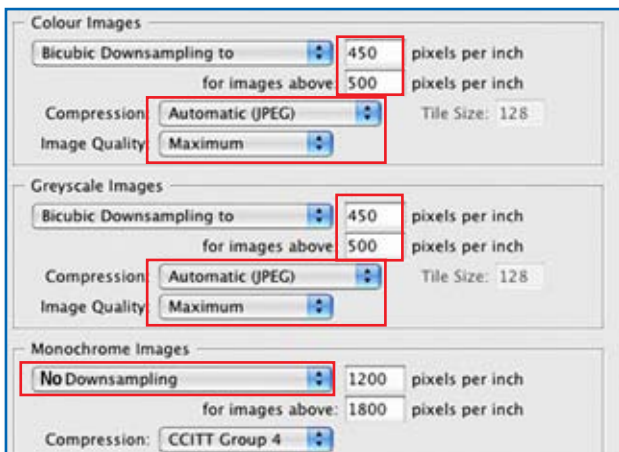 Colour Images
Bicubic Downsampling to 450 pixels per inch
for images above: 500 pixels per inch
Compression: Automatic (JPEG) Tile Size: 128
Image Quality: Maximum
Greyscale Images
Bicubic Downsampling to 450 pixels per inch
for images above: 500 pixels per inch
Compression: Automatic (JPEG) Tile Size: 128
Image Quality: Maximum
Monochrome Images
No Downsampling 1200 pixels per inch
for images above: 1800 pixels per inch
Compression: CCITT Group 4